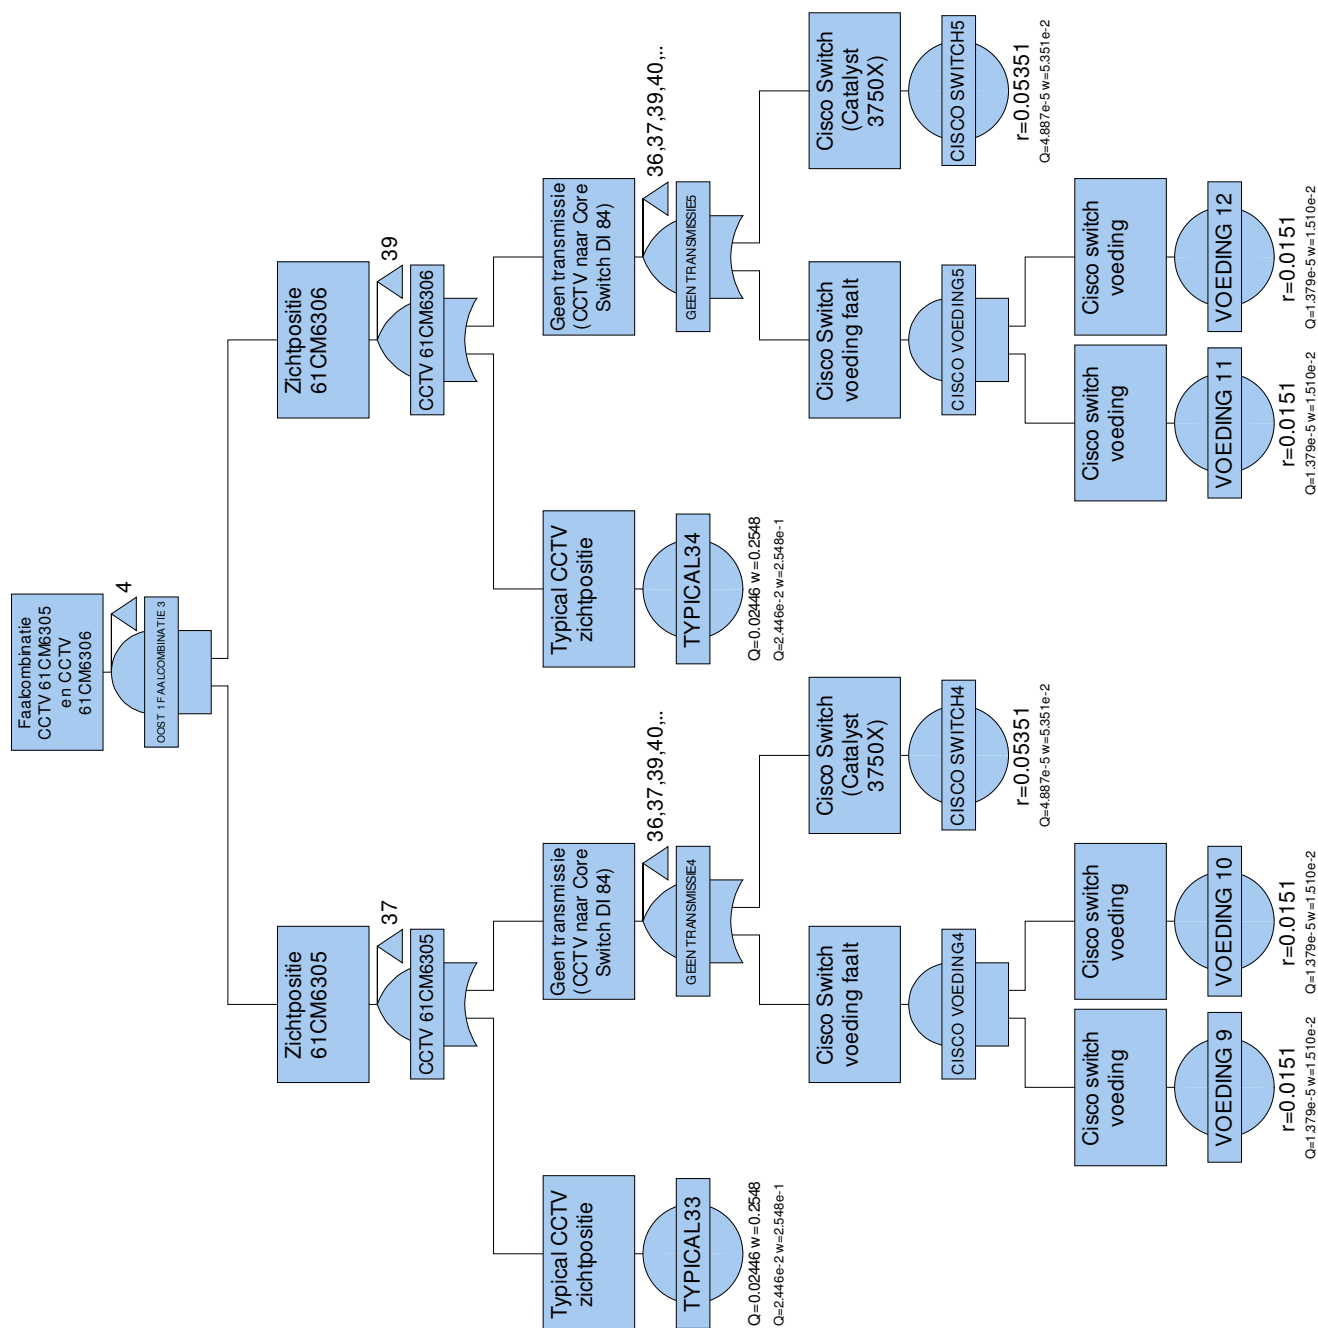 Faalcombinatie
CCTV 61CM6305
en CCTV
61CM6306
4
OOST 1 FAALCOMBINATIE 3
Zichtpositie
61CM6305
37
CCTV 61CM6305
Zichtpositie
61CM6306
39
CCTV 61CM6306
Typical CCTV
zichtpositie
TYPICAL33
Q=0.02446 w=0.2548
Q=2.446e-2 w=2.548e-1
Geen transmissie
(CCTV naar Core
Switch DI 84)
36,37,39,40,..
GEEN TRANSMISSIE4
Typical CCTV
zichtpositie
TYPICAL34
Q=0.02446 w=0.2548
Q=2.446e-2 w=2.548e-1
Geen transmissie
(CCTV naar Core
Switch DI 84)
36,37,39,40,..
GEEN TRANSMISSIE5
Cisco Switch
voeding faalt
CISCO VOEDING4
Cisco Switch
(Catalyst
3750X)
CISCO SWITCH4
r=0.05351
Q=4.887e-5 w=5.351e-2
Cisco Switch
voeding faalt
CISCO VOEDING5
Cisco Switch
(Catalyst
3750X)
CISCO SWITCH5
r=0.05351
Q=4.887e-5 w=5.351e-2
Cisco switch
voeding
VOEDING 9
r=0.0151
Q=1.379e-5 w=1.510e-2
Cisco switch
voeding
VOEDING 10
r=0.0151
Q=1.379e-5 w=1.510e-2
Cisco switch
voeding
VOEDING 11
r=0.0151
Q=1.379e-5 w=1.510e-2
Cisco switch
voeding
VOEDING 12
r=0.0151
Q=1.379e-5 w=1.510e-2